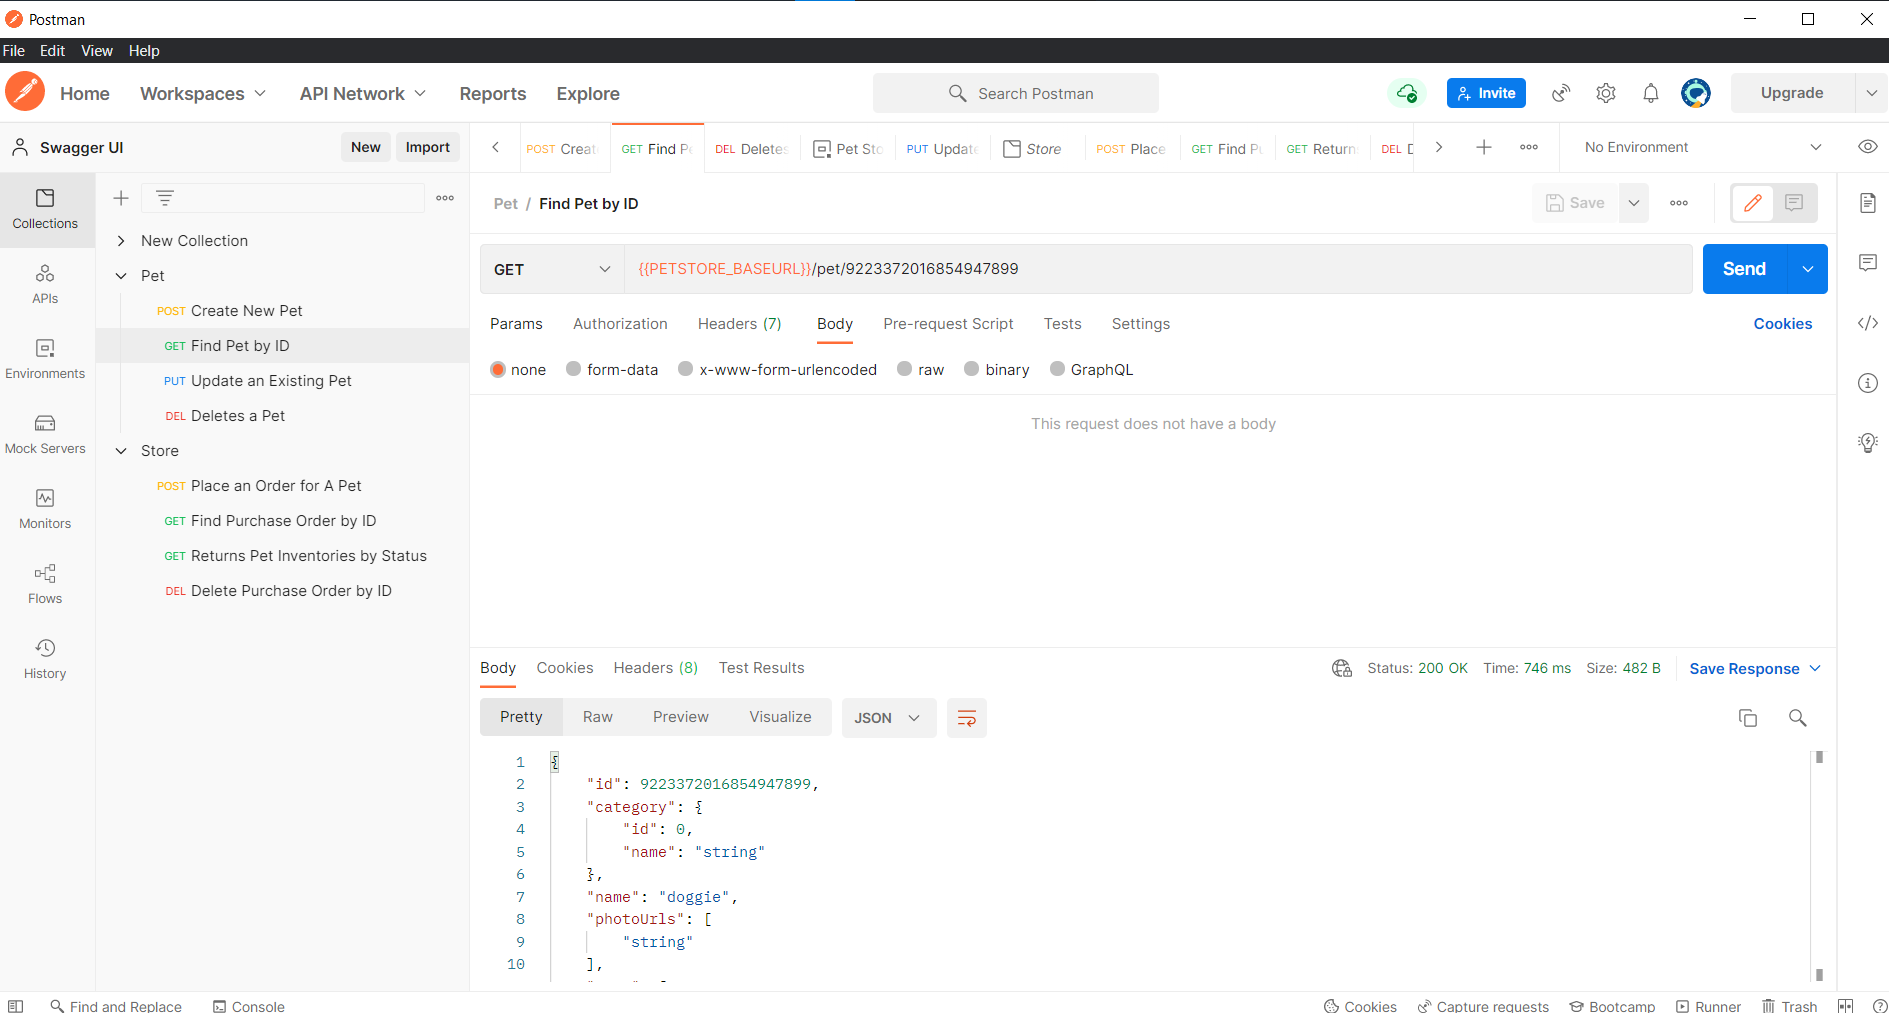 Postman
File Edit View Help
Home Workspaces API Network Reports Explore Search Postman Invite Upgrade
Swagger UI New Import
POST Creat GET Find Pe DEL Deletes PUT Update Pet Sto Store POST Place GET Find Pu GET Return DEL D No Environment
Collections
APIs
Environments
Mock Servers
Monitors
Flows
History
New Collection
Pet
POST Create New Pet
GET Find Pet by ID
PUT Update an Existing Pet
DEL Deletes a Pet
Store
POST Place an Order for A Pet
GET Find Purchase Order by ID
GET Returns Pet Inventories by Status
DEL Delete Purchase Order by ID
Pet / Find Pet by ID Save
GET {{PETSTORE_BASEURL}}/pet/9223372016854947899 Send
Params Authorization Headers (7) Body Pre-request Script Tests Settings Cookies
none form-data x-www-form-urlencoded raw binary GraphQL
This request does not have a body
Body Cookies Headers (8) Test Results Status: 200 OK Time: 746 ms Size: 482 B Save Response
Pretty Raw Preview Visualize JSON
1 {
2 "id": 9223372016854947899,
3 "category": {
4 "id": 0,
5 "name": "string"
6 },
7 "name": "doggie",
8 "photoUrls": [
9 "string"
10 ],
Find and Replace Console Cookies Capture requests Bootcamp Runner Trash